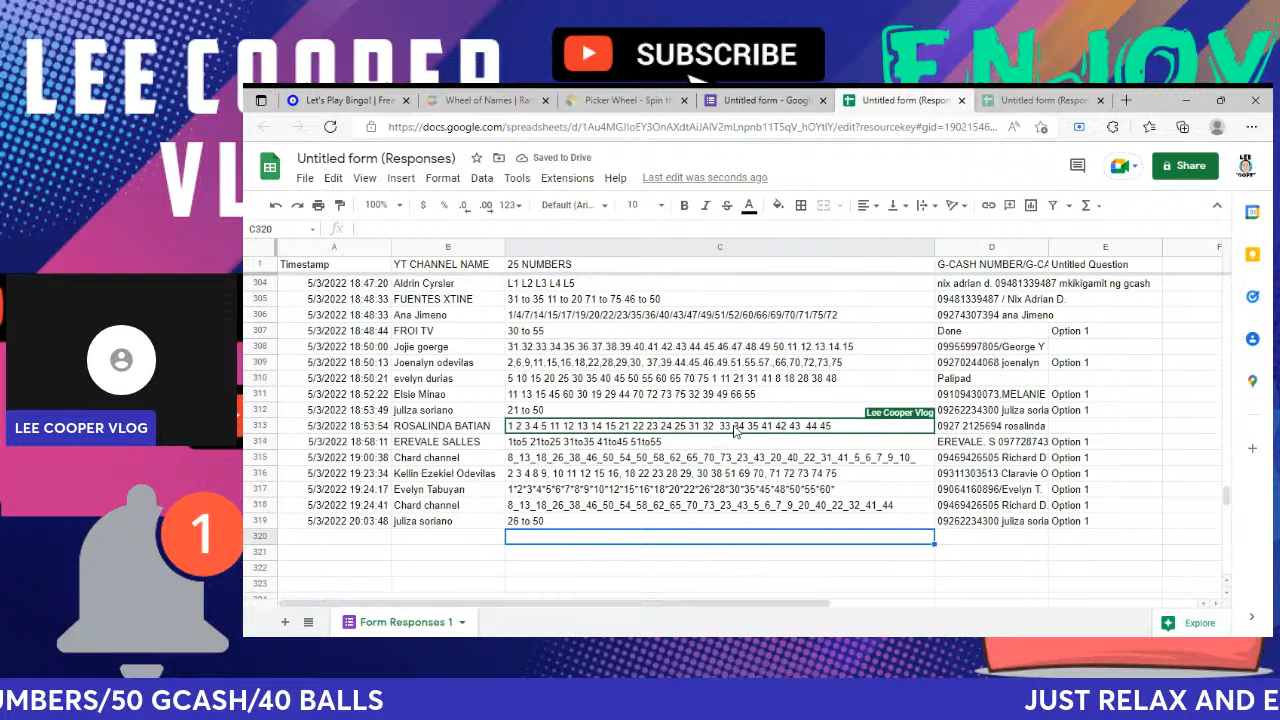 LEE COOPER
VL
SUBSCRIBE
ENJOY
Let's Play Bingo! | Free
Wheel of Names | Ra
Picker Wheel - Spin th
Untitled form - Google
Untitled form (Respon
Untitled form (Respon
https://docs.google.com/spreadsheets/d/1Au4MGJIoEY3OnAXdtAiJAIV2mLnpnb11T5qV_hOYtlY/edit?resourcekey#gid=19021546...
Untitled form (Responses)
Saved to Drive
File Edit View Insert Format Tools Extensions Help Last edit was seconds ago
Share
100% $ % .0 .00 123 Default (Ari... 10 B I S A
C320 fx
A B C D E F
1 Timestamp YT CHANNEL NAME 25 NUMBERS G-CASH NUMBER/G-CA Untitled Question
304 5/3/2022 18:47:20 Aldrin Cyrsler L1 L2 L3 L4 L5 nix adrian d. 09481339487 mkikigamit ng gcash
305 5/3/2022 18:48:33 FUENTES XTINE 31 to 35 11 to 20 71 to 75 46 to 50 09481339487 / Nix Adrian D.
306 5/3/2022 18:48:33 Ana Jimeno 1/4/7/14/15/17/19/20/22/23/35/36/40/43/47/49/51/52/60/66/69/70/71/75/72 09274307394 ana Jimeno
307 5/3/2022 18:48:44 FROI TV 30 to 55 Done Option 1
308 5/3/2022 18:50:00 Jojie goerge 31.32.33.34.35 36.37.38.39.40.41.42 43 44.45 46.47.48.49.50.11.12.13.14.15 09955997805/George Y
309 5/3/2022 18:50:13 Joenalyn odevilas 2,6,9,11,15,16,18,22,28,29,30, 37,39,44.45.46.49.51.55.57.,66,70,72,73,75 09270244068 joenalyn Option 1
310 5/3/2022 18:50:21 evelyn durias 5 10 15 20 25 30 35 40 45 50 55 60 65 70 75 1 11 21 31 41 8 18 28 38 48 Palipad
311 5/3/2022 18:52:22 Elsie Minao 11 13 15 45 60 30 19 29 44 70 72 73 75 32 39 49 66 55 09109430073.MELANIE Option 1
312 5/3/2022 18:53:49 juliza soriano 21 to 50 09262234300 juliza soria Option 1
Lee Cooper Vlog
313 5/3/2022 18:53:54 ROSALINDA BATIAN 1 2 3 4 5 11 12 13 14 15 21 22 23 24 25 31 32 33 34 35 41 42 43 44 45 0927 2125694 rosalinda
314 5/3/2022 18:58:11 EREVALE SALLES 1to5 21to25 31to35 41to45 51to55 EREVALE. S 097728743 Option 1
315 5/3/2022 19:00:38 Chard channel 8_13_18_26_38_46_50_54_50_58_62_65_70_73_23_43_20_40_22_31_41_5_6_7_9_10_ 09469426505 Richard D Option 1
316 5/3/2022 19:23:34 Kellin Ezekiel Odevilas 2 3 4 8 9, 10 11 12 15 16, 18 22 23 28 29, 30 38 51 69 70, 71 72 73 74 75 09311303513 Claravie O Option 1
317 5/3/2022 19:24:17 Evelyn Tabuyan 1*2*3*4*5*6*7*8*9*10*12*15*16*18*20*22*26*28*30*35*45*48*50*55*60* 09064160896/Evelyn T. Option 1
318 5/3/2022 19:24:41 Chard channel 8_13_18_26_38_46_50_54_58_62_65_70_73_23_43_5_6_7_9_20_40_22_32_41_44 09469426505 Richard D. Option 1
319 5/3/2022 20:03:48 juliza soriano 26 to 50 09262234300 juliza soria Option 1
320
321
322
323
Form Responses 1
Explore
LEE COOPER VLOG
1
UMBERS/50 GCASH/40 BALLS
JUST RELAX AND E